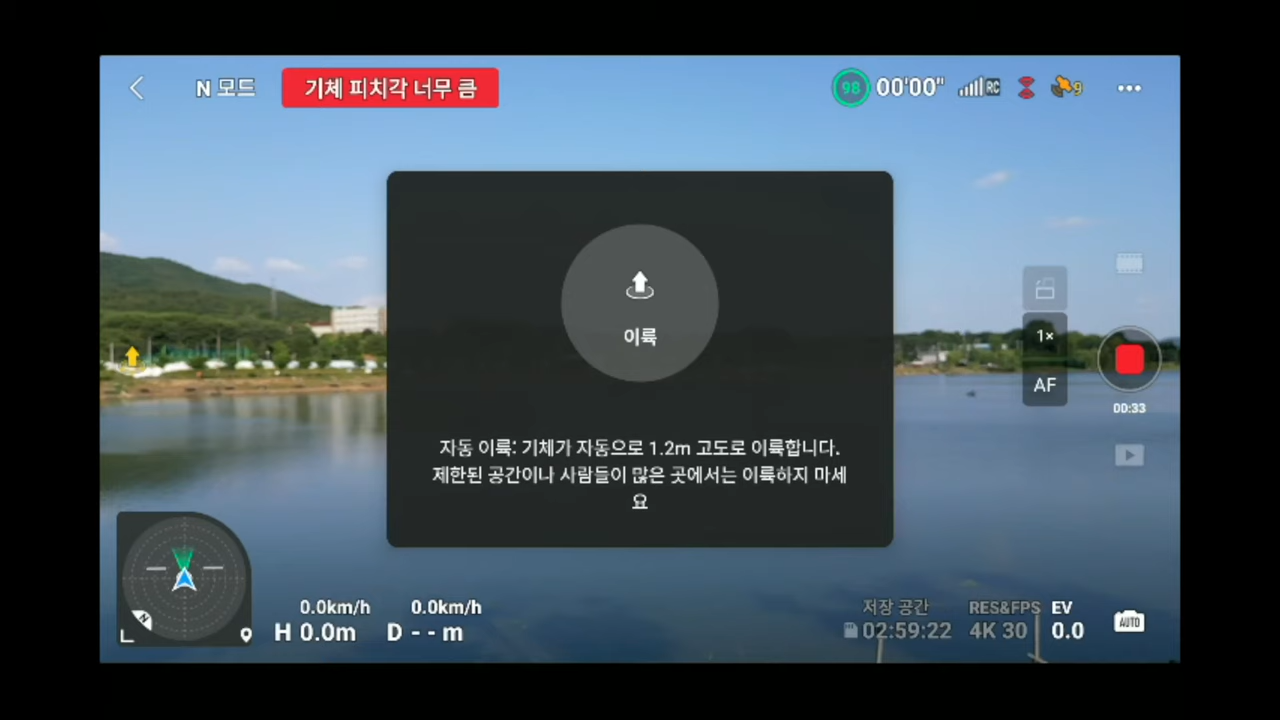 N 모드
기체 피치각 너무 큼
98
00'00"
RC
9
이륙
자동 이륙: 기체가 자동으로 1.2m 고도로 이륙합니다.
제한된 공간이나 사람들이 많은 곳에서는 이륙하지 마세
요
1×
AF
00:33
N
L
0.0km/h 0.0km/h
H 0.0m D - - m
저장 공간 RES&FPS EV
02:59:22 4K 30 0.0
AUTO